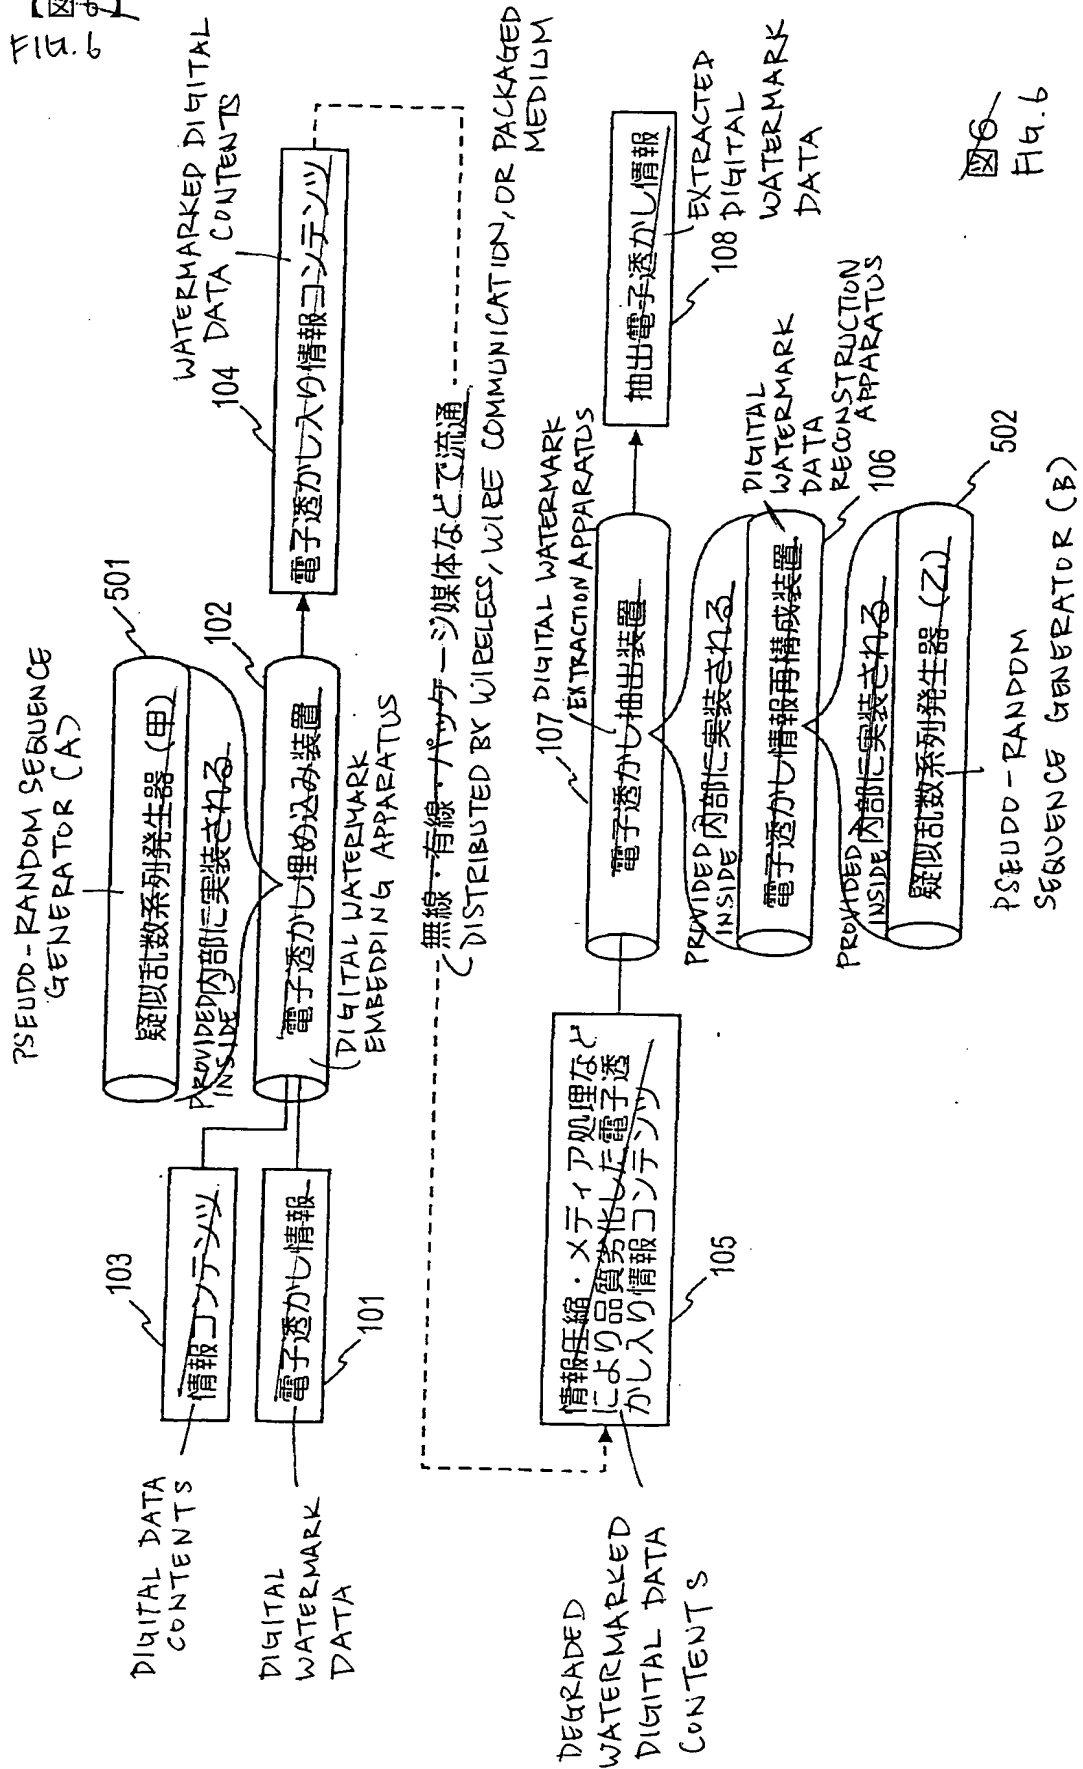 【図6】
FIG. 6
PSEUDO-RANDOM SEQUENCE
GENERATOR (A)
疑似乱数系列発生器（甲）
501
PROVIDED
INSIDE
内部に実装される
DIGITAL DATA
CONTENTS
103
情報コンテンツ
102
電子透かし埋め込み装置
DIGITAL WATERMARK
EMBEDDING APPARATUS
DIGITAL
WATERMARK
DATA
電子透かし情報
101
WATERMARKED DIGITAL
104 DATA CONTENTS
電子透かし入り情報コンテンツ
無線・有線・パッケージ媒体などで流通
DISTRIBUTED BY WIRELESS, WIRE COMMUNICATION, OR PACKAGED
MEDIUM
DEGRADED
WATERMARKED
DIGITAL DATA
CONTENTS
情報圧縮・メディア処理など
により品質劣化した電子透
かし入り情報コンテンツ
105
107 DIGITAL WATERMARK
EXTRACTION APPARATUS
電子透かし抽出装置
PROVIDED
INSIDE
内部に実装される
電子透かし情報再構成装置
DIGITAL
WATERMARK
DATA
RECONSTRUCTION
APPARATUS
106
PROVIDED
INSIDE
内部に実装される
疑似乱数系列発生器（乙）
502
PSEUDO-RANDOM
SEQUENCE GENERATOR (B)
抽出電子透かし情報
108
EXTRACTED
DIGITAL
WATERMARK
DATA
図6
FIG. 6